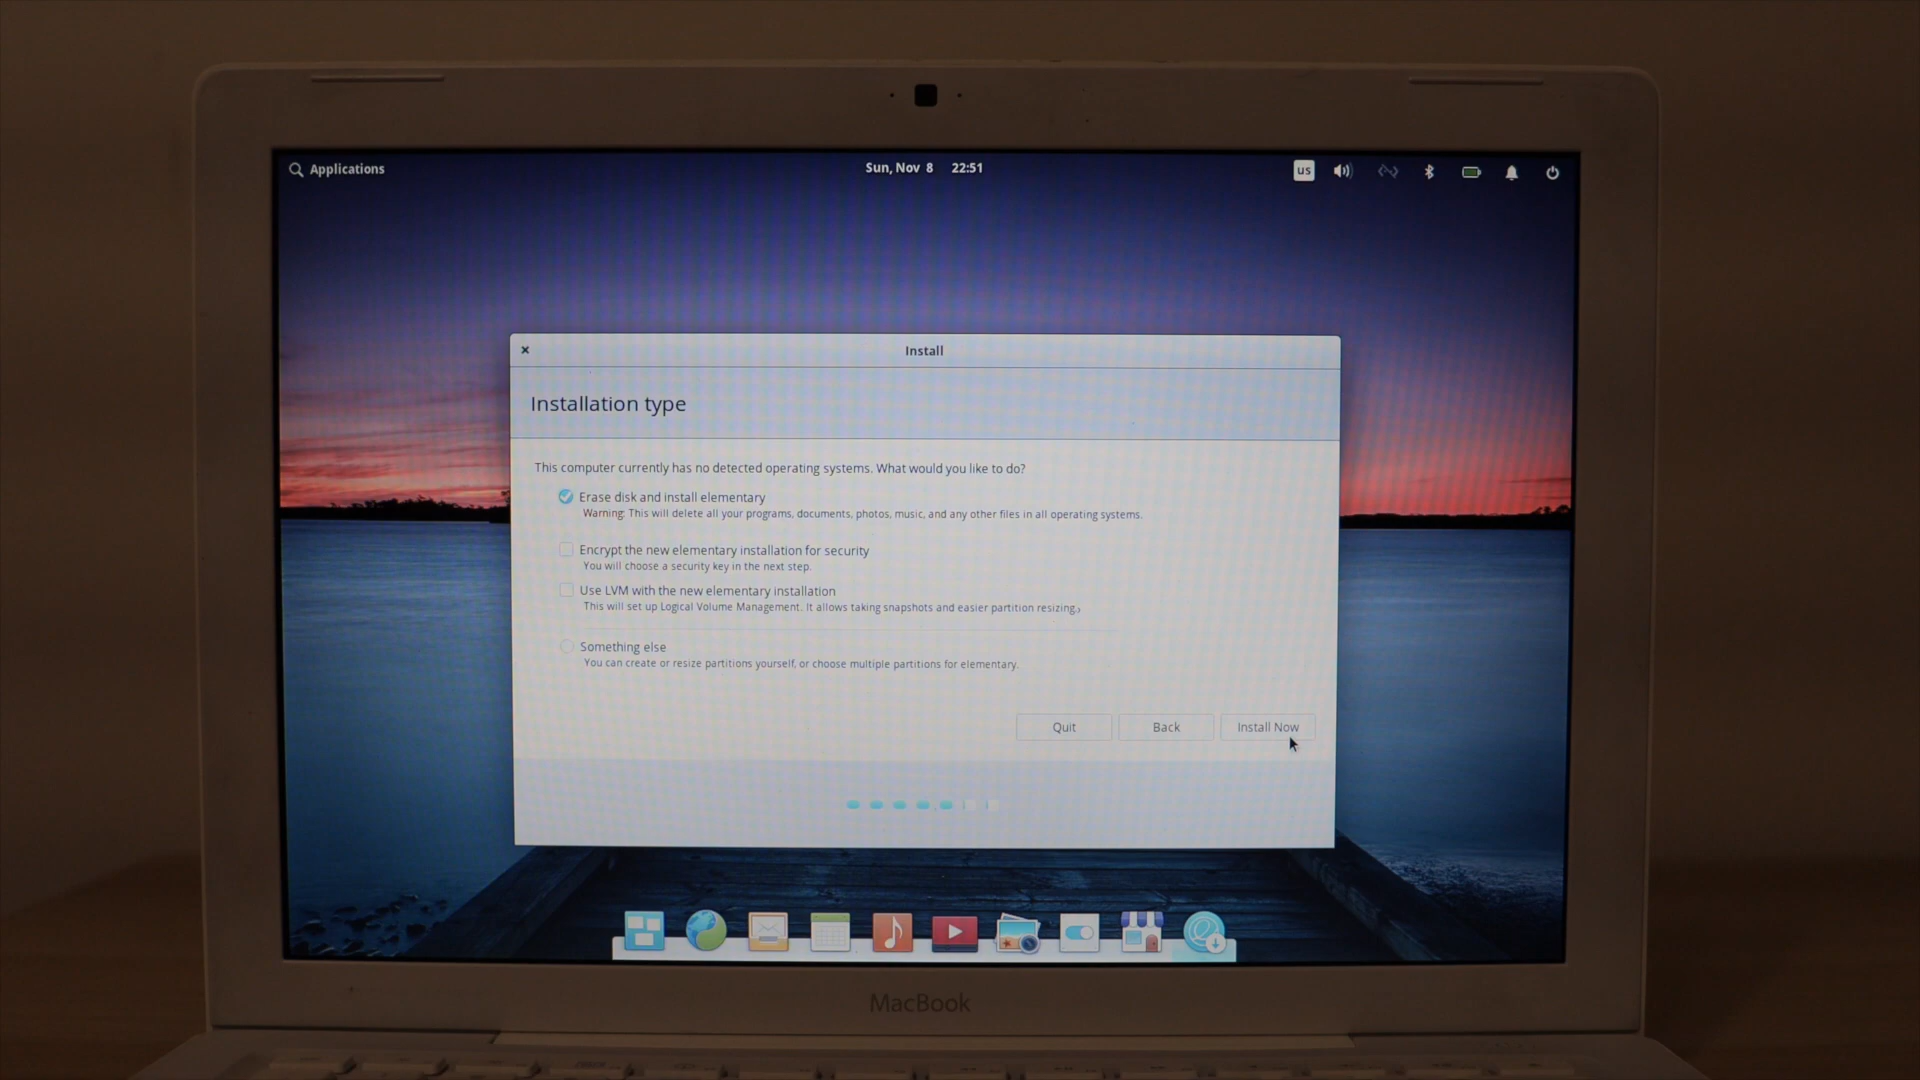 Applications
Sun, Nov 8 22:51
us
Install
Installation type
This computer currently has no detected operating systems. What would you like to do?
Erase disk and install elementary
Warning: This will delete all your programs, documents, photos, music, and any other files in all operating systems.
Encrypt the new elementary installation for security
You will choose a security key in the next step.
Use LVM with the new elementary installation
This will set up Logical Volume Management. It allows taking snapshots and easier partition resizing.
Something else
You can create or resize partitions yourself, or choose multiple partitions for elementary.
Quit Back Install Now
MacBook